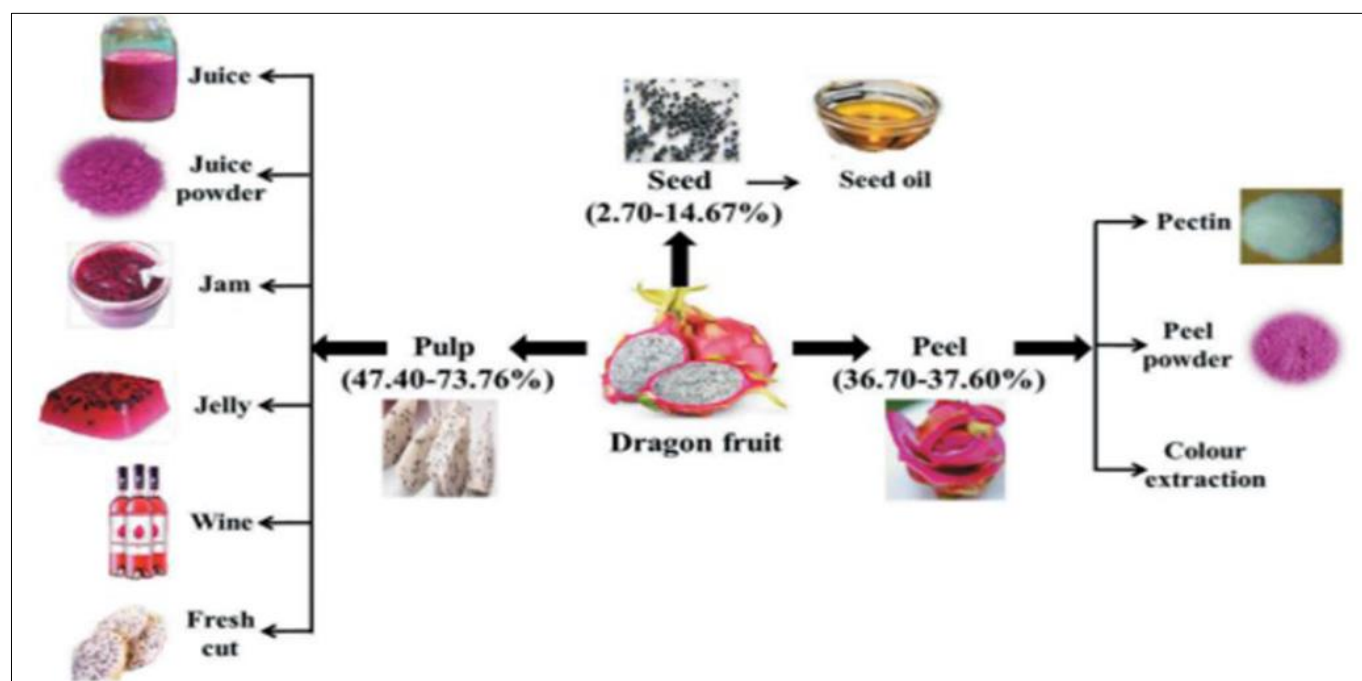 Juice
Juice
powder
Jam
Jelly
Wine
Fresh
cut
Pulp
(47.40-73.76%)
Seed
(2.70-14.67%)
Seed oil
Dragon fruit
Peel
(36.70-37.60%)
Pectin
Peel
powder
Colour
extraction